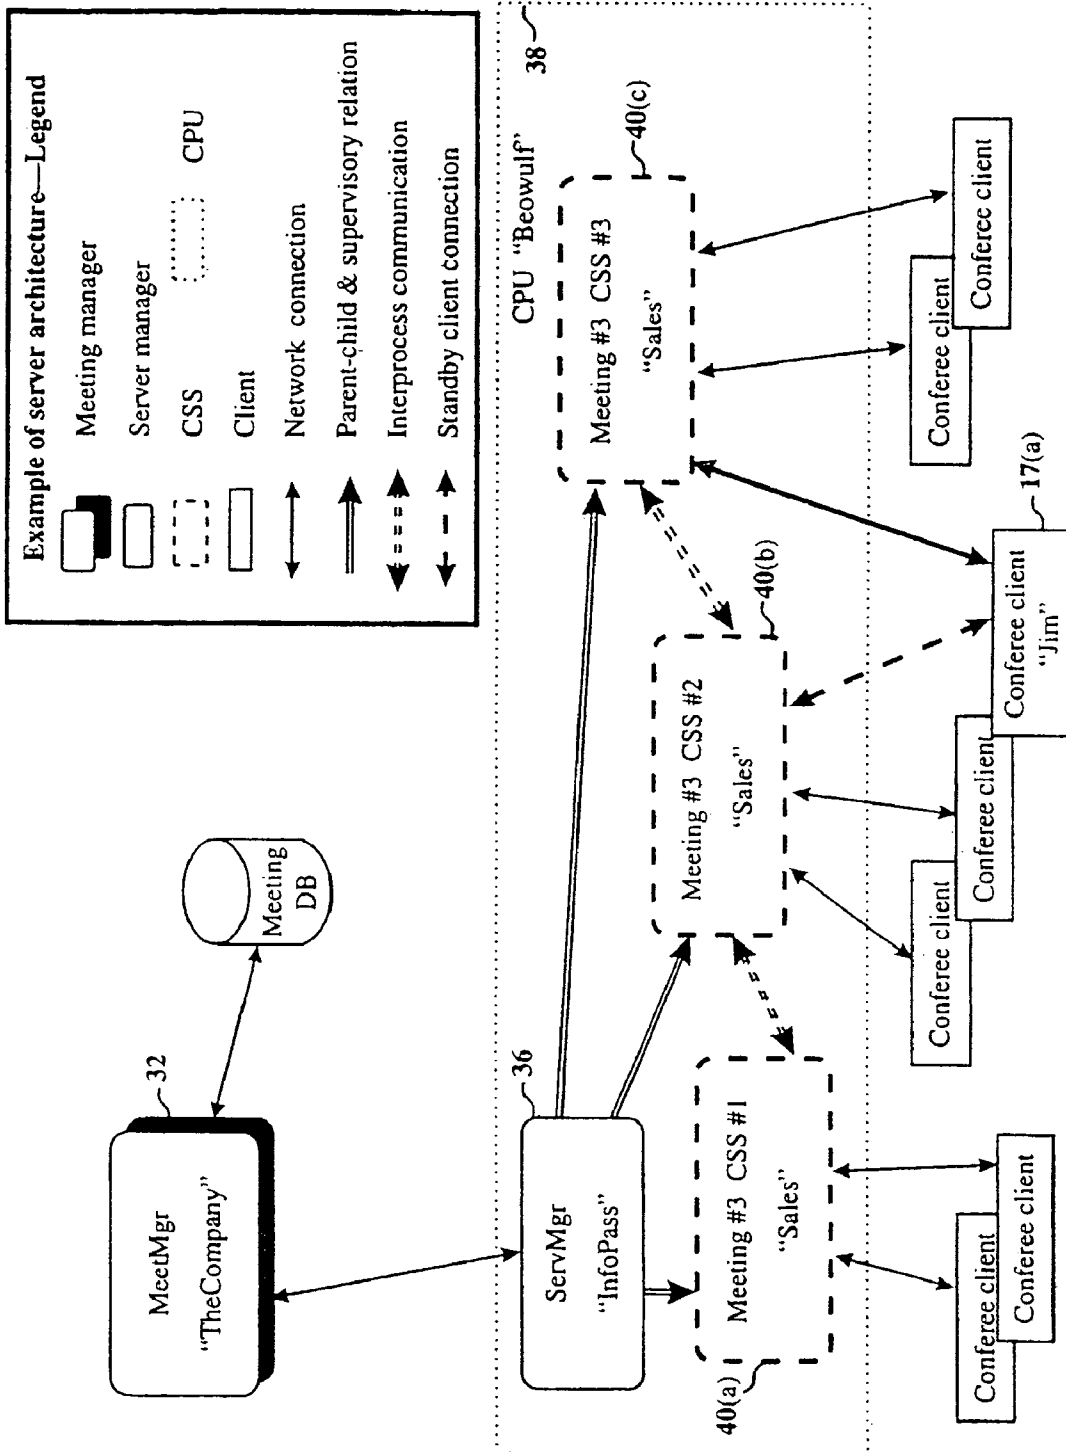 Example of server architecture—Legend
Meeting manager
Server manager
CSS
CPU
Client
Network connection
Parent-child & supervisory relation
Interprocess communication
Standby client connection
MeetMgr
"TheCompany"
32
Meeting
DB
38
CPU "Beowulf"
ServMgr
"InfoPass"
36
Meeting #3 CSS #1
"Sales"
40(a)
Meeting #3 CSS #2
"Sales"
40(b)
Meeting #3 CSS #3
"Sales"
40(c)
Conferee client
Conferee client
Conferee client
Conferee client
Conferee client
"Jim"
17(a)
Conferee client
Conferee client